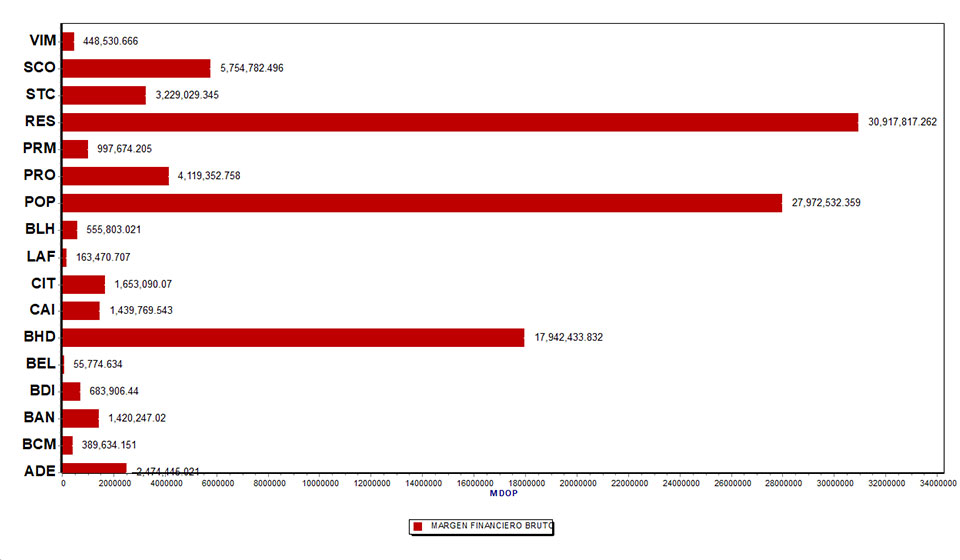 VIM 448,530.666
SCO 5,754,782.496
STC 3,229,029.345
RES 30,917,817.262
PRM 997,674.205
PRO 4,119,352.758
POP 27,972,532.359
BLH 555,803.021
LAF 163,470.707
CIT 1,653,090.07
CAI 1,439,769.543
BHD 17,942,433.832
BEL 55,774.634
BDI 683,906.44
BAN 1,420,247.02
BCM 389,634.151
ADE 2,474,445.021
0 2000000 4000000 6000000 8000000 10000000 12000000 14000000 16000000 18000000 20000000 22000000 24000000 26000000 28000000 30000000 32000000 34000000
MDOP
MARGEN FINANCIERO BRUTO